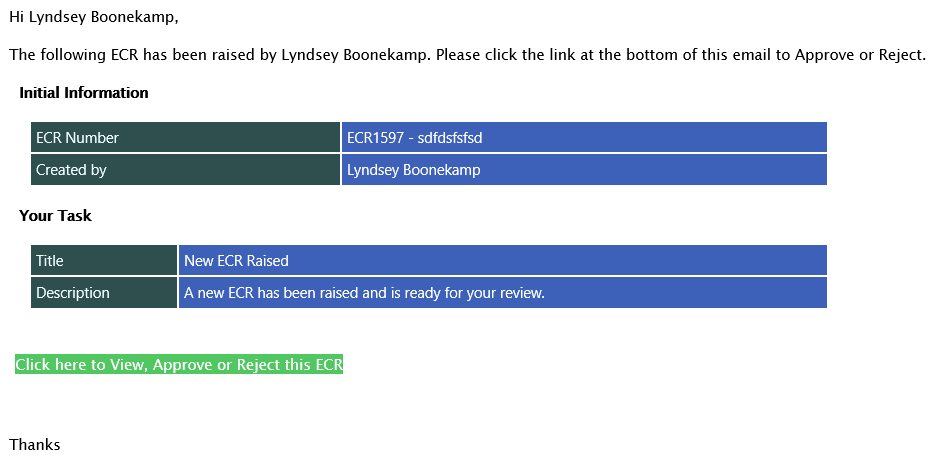 Hi Lyndsey Boonekamp,
The following ECR has been raised by Lyndsey Boonekamp. Please click the link at the bottom of this email to Approve or Reject.
Initial Information
ECR Number ECR1597 - sdfdsfsfsd
Created by Lyndsey Boonekamp
Your Task
Title New ECR Raised
Description A new ECR has been raised and is ready for your review.
Click here to View, Approve or Reject this ECR
Thanks